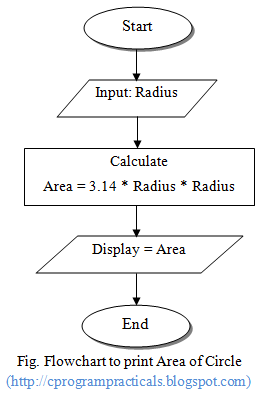 Start
Input: Radius
Calculate
Area = 3.14 * Radius * Radius
Display = Area
End
Fig. Flowchart to print Area of Circle
(http://cprogrampracticals.blogspot.com)